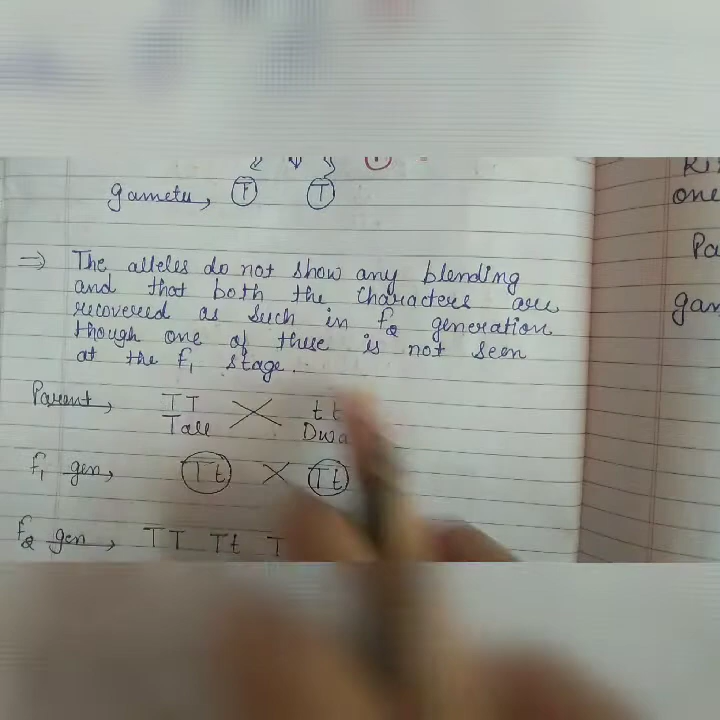 gametes, T T
⇒ The alleles do not show any blending
and that both the characters are
recovered as such in f2 generation
though one of these is not seen
at the f1 stage.
Parent, TT × tt
Tall
f1 gen, Tt × Tt
f2 gen, TT Tt T
one